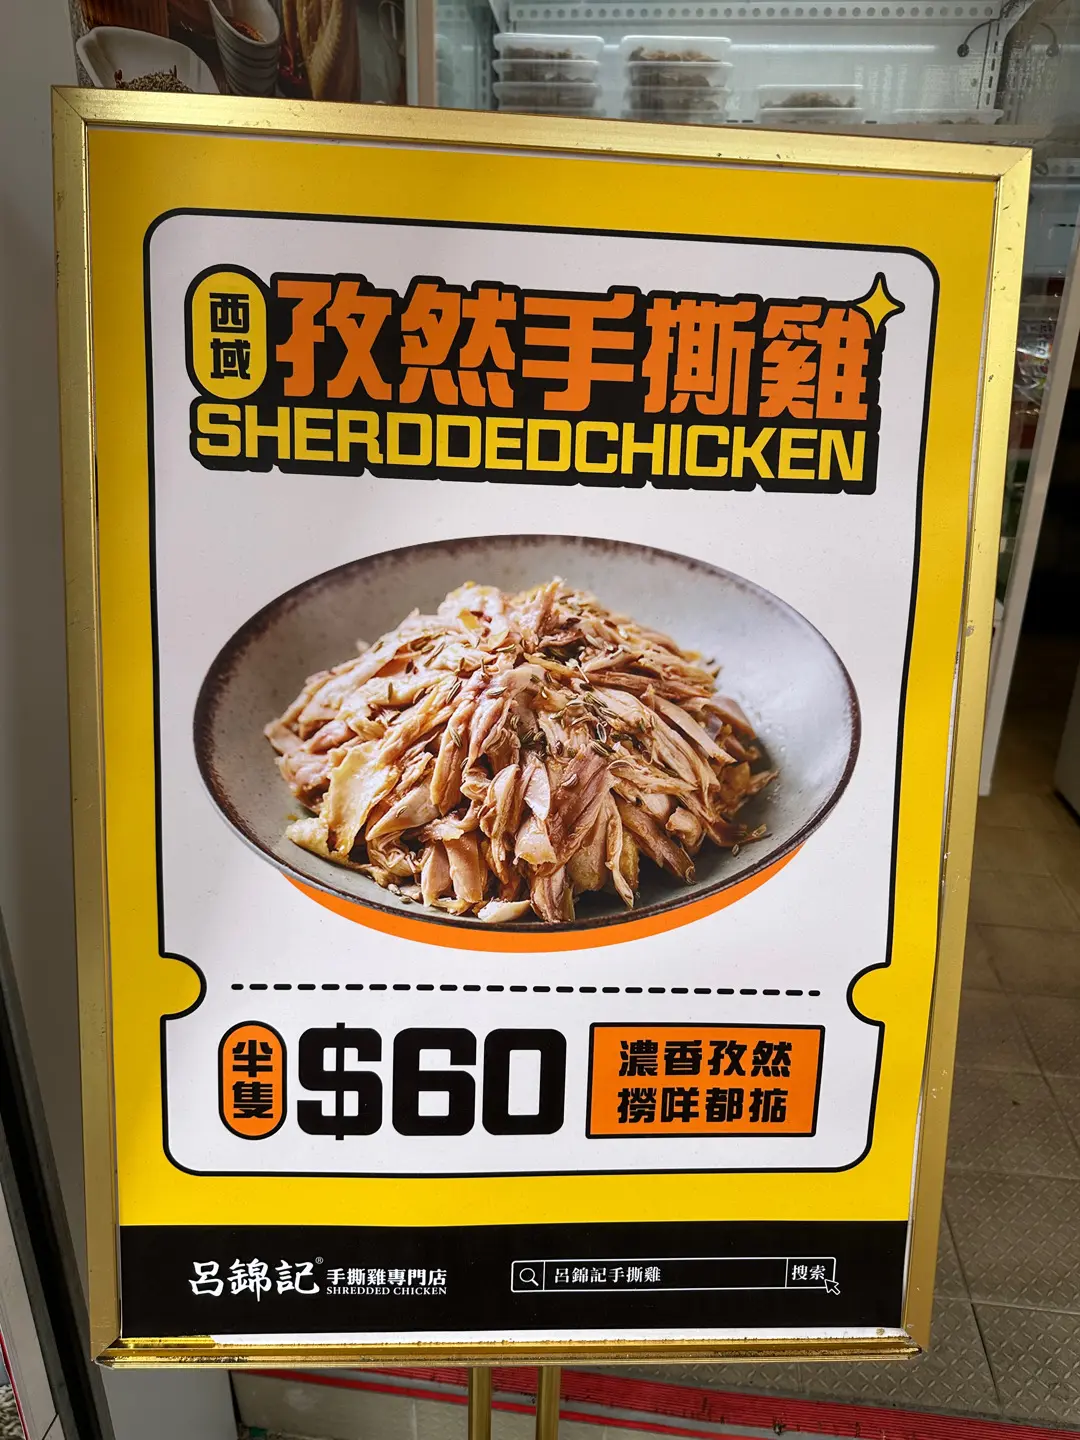 西域
孜然手撕雞
SHERDDEDCHICKEN
半隻
$60
濃香孜然
撈咩都掂
呂錦記®
手撕雞專門店
SHREDDED CHICKEN
呂錦記手撕雞
搜索